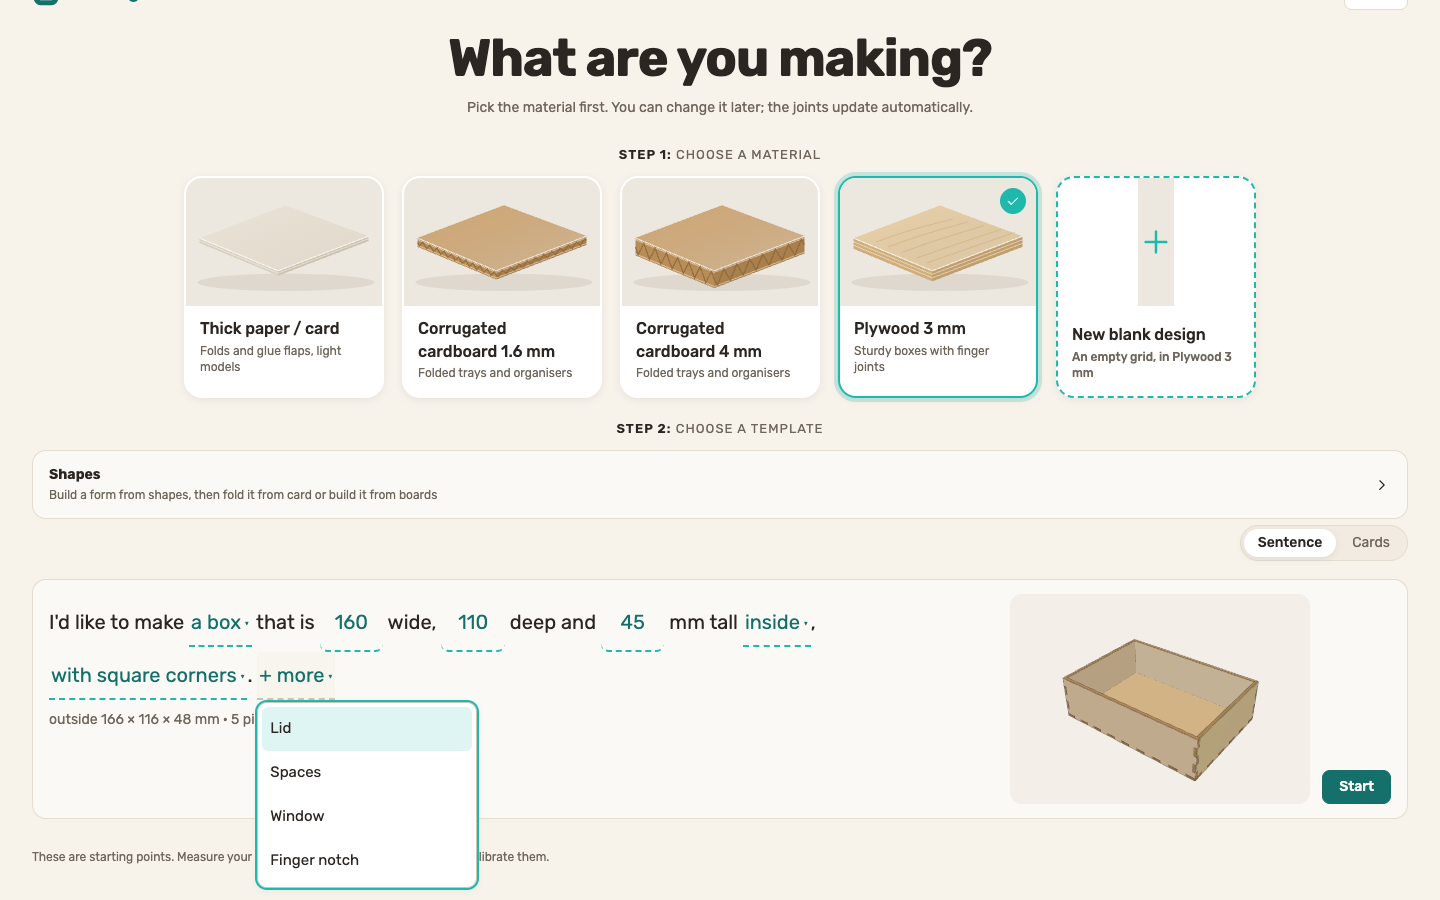 What are you making?
Pick the material first. You can change it later; the joints update automatically.
STEP 1: CHOOSE A MATERIAL
Thick paper / card
Folds and glue flaps, light
models
Corrugated
cardboard 1.6 mm
Folded trays and organisers
Corrugated
cardboard 4 mm
Folded trays and organisers
Plywood 3 mm
Sturdy boxes with finger
joints
New blank design
An empty grid, in Plywood 3
mm
STEP 2: CHOOSE A TEMPLATE
Shapes
Build a form from shapes, then fold it from card or build it from boards
Sentence
Cards
I'd like to make a box · that is 160 wide, 110 deep and 45 mm tall inside · ,
with square corners · . + more ·
outside 166 × 116 × 48 mm • 5
Lid
Spaces
Window
Finger notch
Start
These are starting points. Measure your
them.